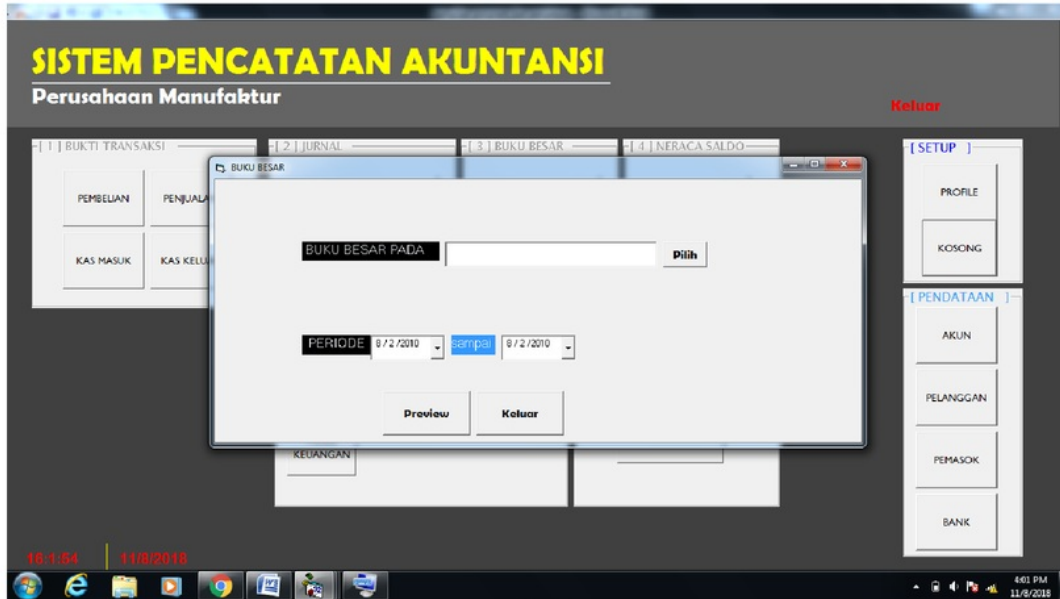 SISTEM PENCATATAN AKUNTANSI
Perusahaan Manufaktur
Keluar
[ 1 ] BUKTI TRANSAKSI
[ 2 ] JURNAL
[ 3 ] BUKU BESAR
[ 4 ] NERACA SALDO
[ SETUP ]
PEMBELIAN
PENJUALA
KAS MASUK
KAS KELU
BUKU BESAR
BUKU BESAR PADA
Pilih
PERIODE
8 / 2 /2010
sampai
8 / 2 /2010
Preview
Keluar
KEUANGAN
PROFILE
KOSONG
[ PENDATAAN ]
AKUN
PELANGGAN
PEMASOK
BANK
16:1:54
11/8/2018
4:01 PM
11/8/2018